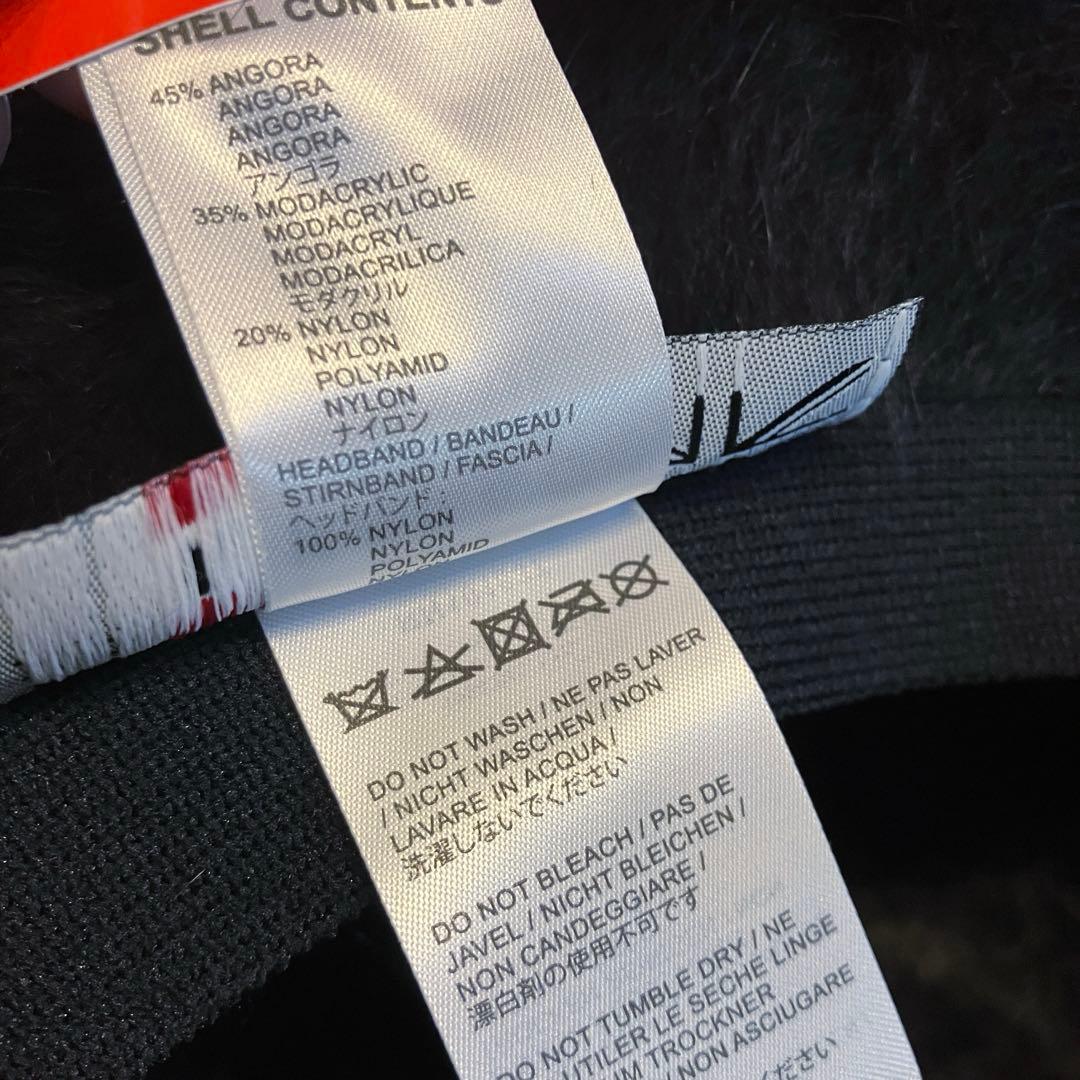 SHELL CONTENTS
45% ANGORA
ANGORA
ANGORA
ANGORA
アンゴラ
35% MODACRYLIC
MODACRYLIQUE
MODACRYL
MODACRILICA
モダクリル
20% NYLON
NYLON
POLYAMID
NYLON
ナイロン
HEADBAND / BANDEAU /
STIRNBAND / FASCIA /
ヘッドバンド :
100% NYLON
NYLON
POLYAMID
DO NOT WASH / NE PAS LAVER
/ NICHT WASCHEN / NON
LAVARE IN ACQUA /
洗濯しないでください
DO NOT BLEACH / PAS DE
JAVEL / NICHT BLEICHEN /
NON CANDEGGIARE /
漂白剤の使用不可です
DO NOT TUMBLE DRY / NE
UTILER LE SECHE LINGE
IM TROCKNER
/ NON ASCIUGARE
ください